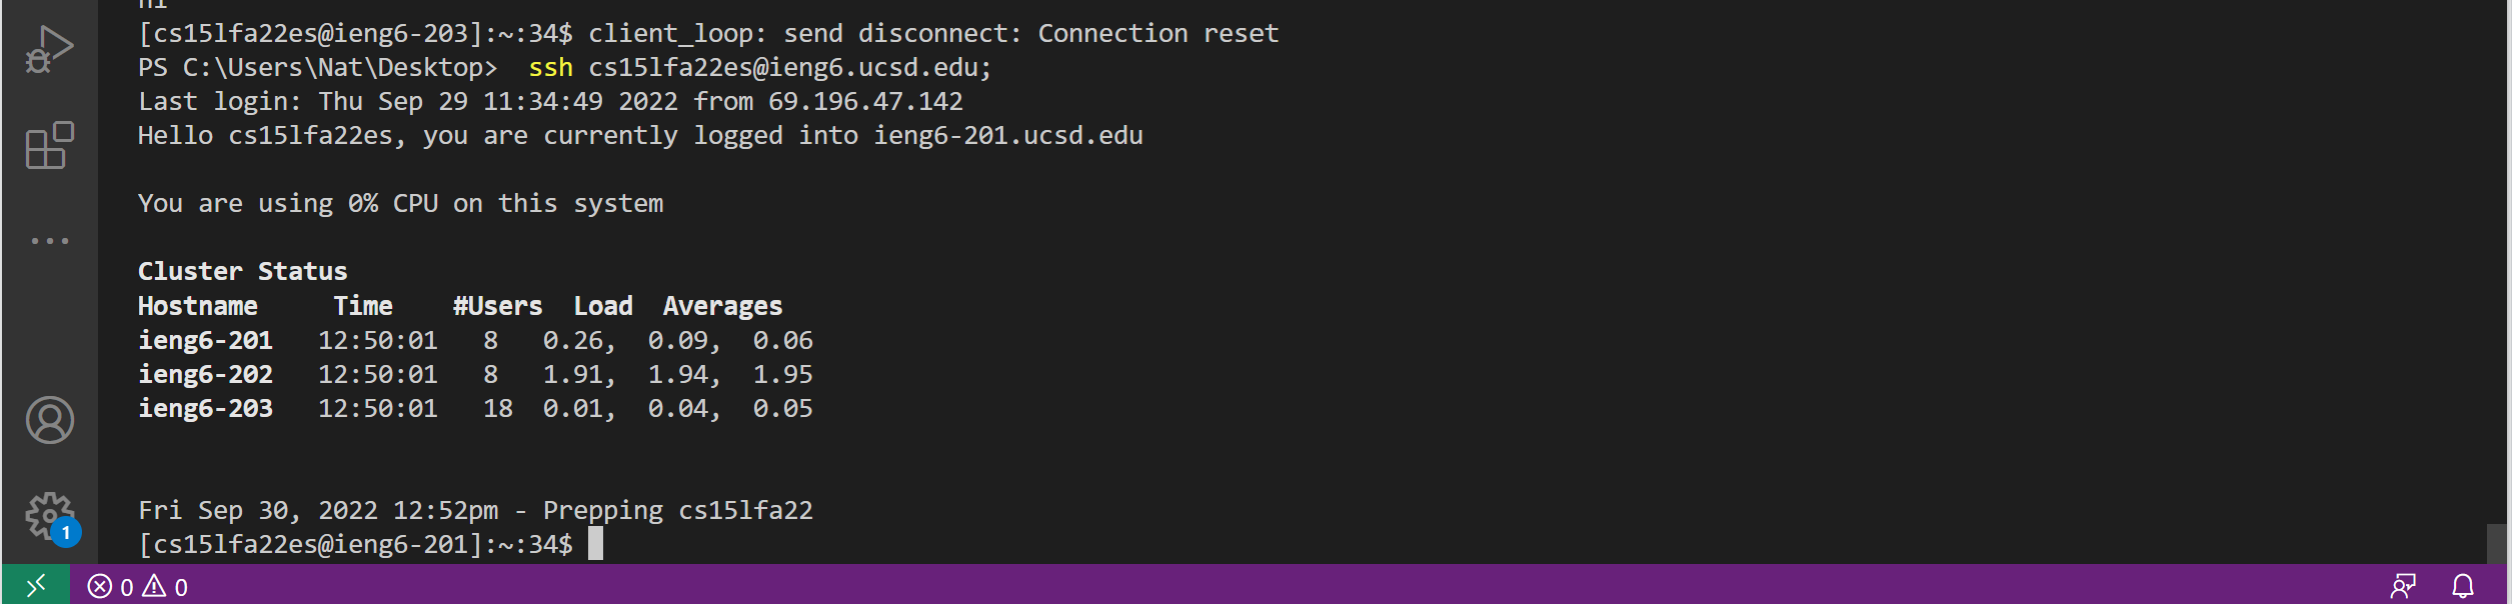 [cs15lfa22es@ieng6-203]:~:34$ client_loop: send disconnect: Connection reset
PS C:\Users\Nat\Desktop>  ssh cs15lfa22es@ieng6.ucsd.edu;
Last login: Thu Sep 29 11:34:49 2022 from 69.196.47.142
Hello cs15lfa22es, you are currently logged into ieng6-201.ucsd.edu
You are using 0% CPU on this system
Cluster Status
Hostname     Time    #Users  Load  Averages
ieng6-201   12:50:01   8   0.26,  0.09,  0.06
ieng6-202   12:50:01   8   1.91,  1.94,  1.95
ieng6-203   12:50:01   18  0.01,  0.04,  0.05
Fri Sep 30, 2022 12:52pm - Prepping cs15lfa22
[cs15lfa22es@ieng6-201]:~:34$
1
0 0